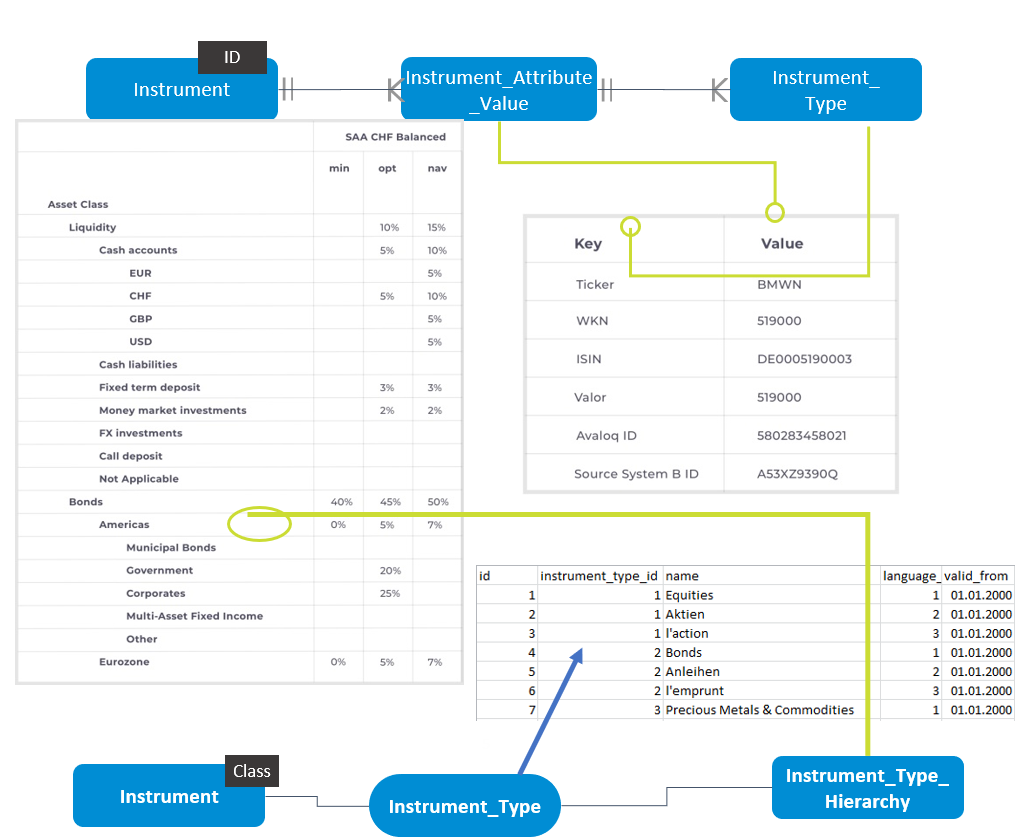 ID
Instrument
Instrument_Attribute
_Value
Instrument_
Type
SAA CHF Balanced
min opt nav
Asset Class
Liquidity 10% 15%
Cash accounts 5% 10%
EUR 5%
CHF 5% 10%
GBP 5%
USD 5%
Cash liabilities
Fixed term deposit 3% 3%
Money market investments 2% 2%
FX investments
Call deposit
Not Applicable
Bonds 40% 45% 50%
Americas 0% 5% 7%
Municipal Bonds
Government 20%
Corporates 25%
Multi-Asset Fixed Income
Other
Eurozone 0% 5% 7%
Key Value
Ticker BMWN
WKN 519000
ISIN DE0005190003
Valor 519000
Avaloq ID 580283458021
Source System B ID A53XZ9390Q
id instrument_type_id name language_ valid_from
1 1 Equities 1 01.01.2000
2 1 Aktien 2 01.01.2000
3 1 l'action 3 01.01.2000
4 2 Bonds 1 01.01.2000
5 2 Anleihen 2 01.01.2000
6 2 l'emprunt 3 01.01.2000
7 3 Precious Metals & Commodities 1 01.01.2000
Class
Instrument
Instrument_Type
Instrument_Type_
Hierarchy